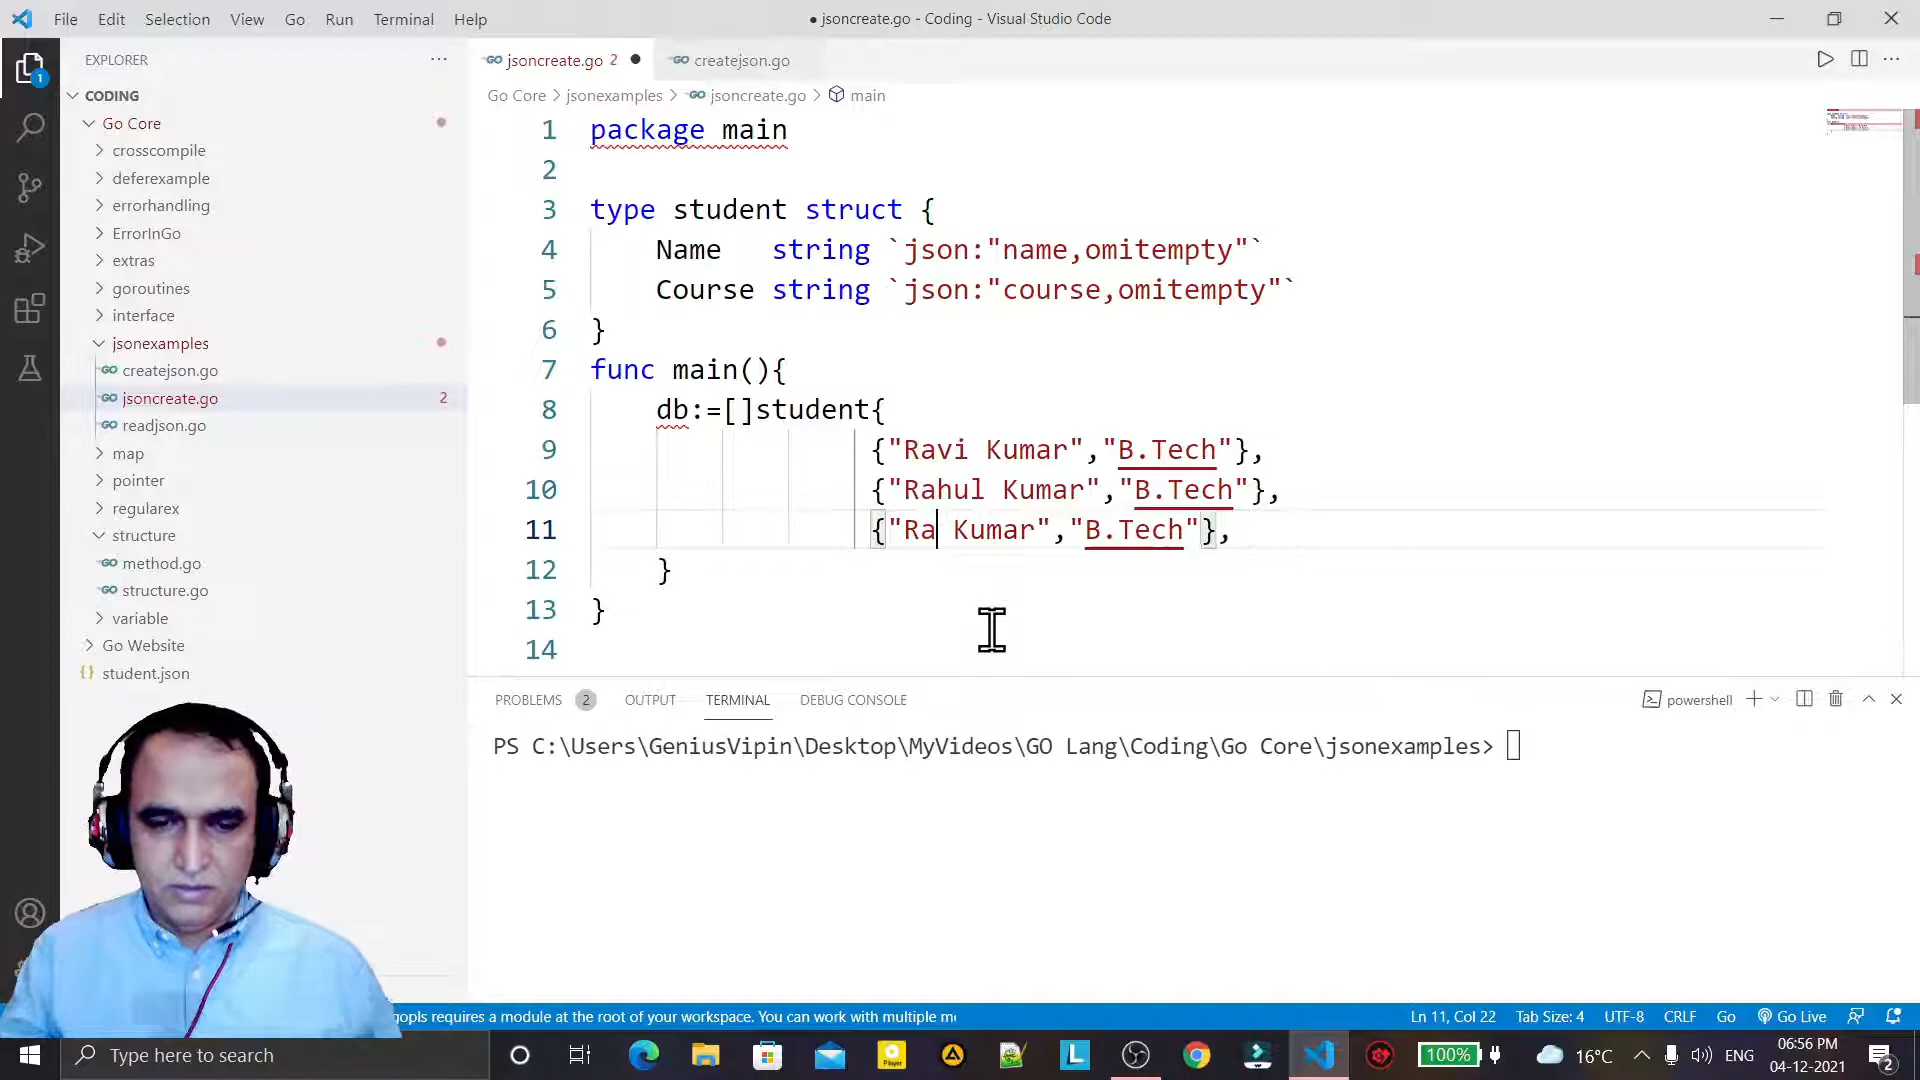 File Edit Selection View Go Run Terminal Help
● jsoncreate.go - Coding - Visual Studio Code
EXPLORER
jsoncreate.go 2 ●
createjson.go
CODING
Go Core
crosscompile
deferexample
errorhandling
ErrorInGo
extras
goroutines
interface
jsonexamples
createjson.go
jsoncreate.go 2
readjson.go
map
pointer
regularex
structure
method.go
structure.go
variable
Go Website
student.json
Go Core > jsonexamples > jsoncreate.go > main
1 package main
2
3 type student struct {
4 Name string `json:"name,omitempty"`
5 Course string `json:"course,omitempty"`
6 }
7 func main(){
8 db:=[]student{
9 {"Ravi Kumar","B.Tech"},
10 {"Rahul Kumar","B.Tech"},
11 {"Ra Kumar","B.Tech"},
12 }
13 }
14
PROBLEMS 2 OUTPUT TERMINAL DEBUG CONSOLE
powershell
PS C:\Users\GeniusVipin\Desktop\MyVideos\GO Lang\Coding\Go Core\jsonexamples>
gopls requires a module at the root of your workspace. You can work with multiple
Ln 11, Col 22 Tab Size: 4 UTF-8 CRLF Go Go Live
Type here to search
100% 16°C ENG
06:56 PM
04-12-2021
2